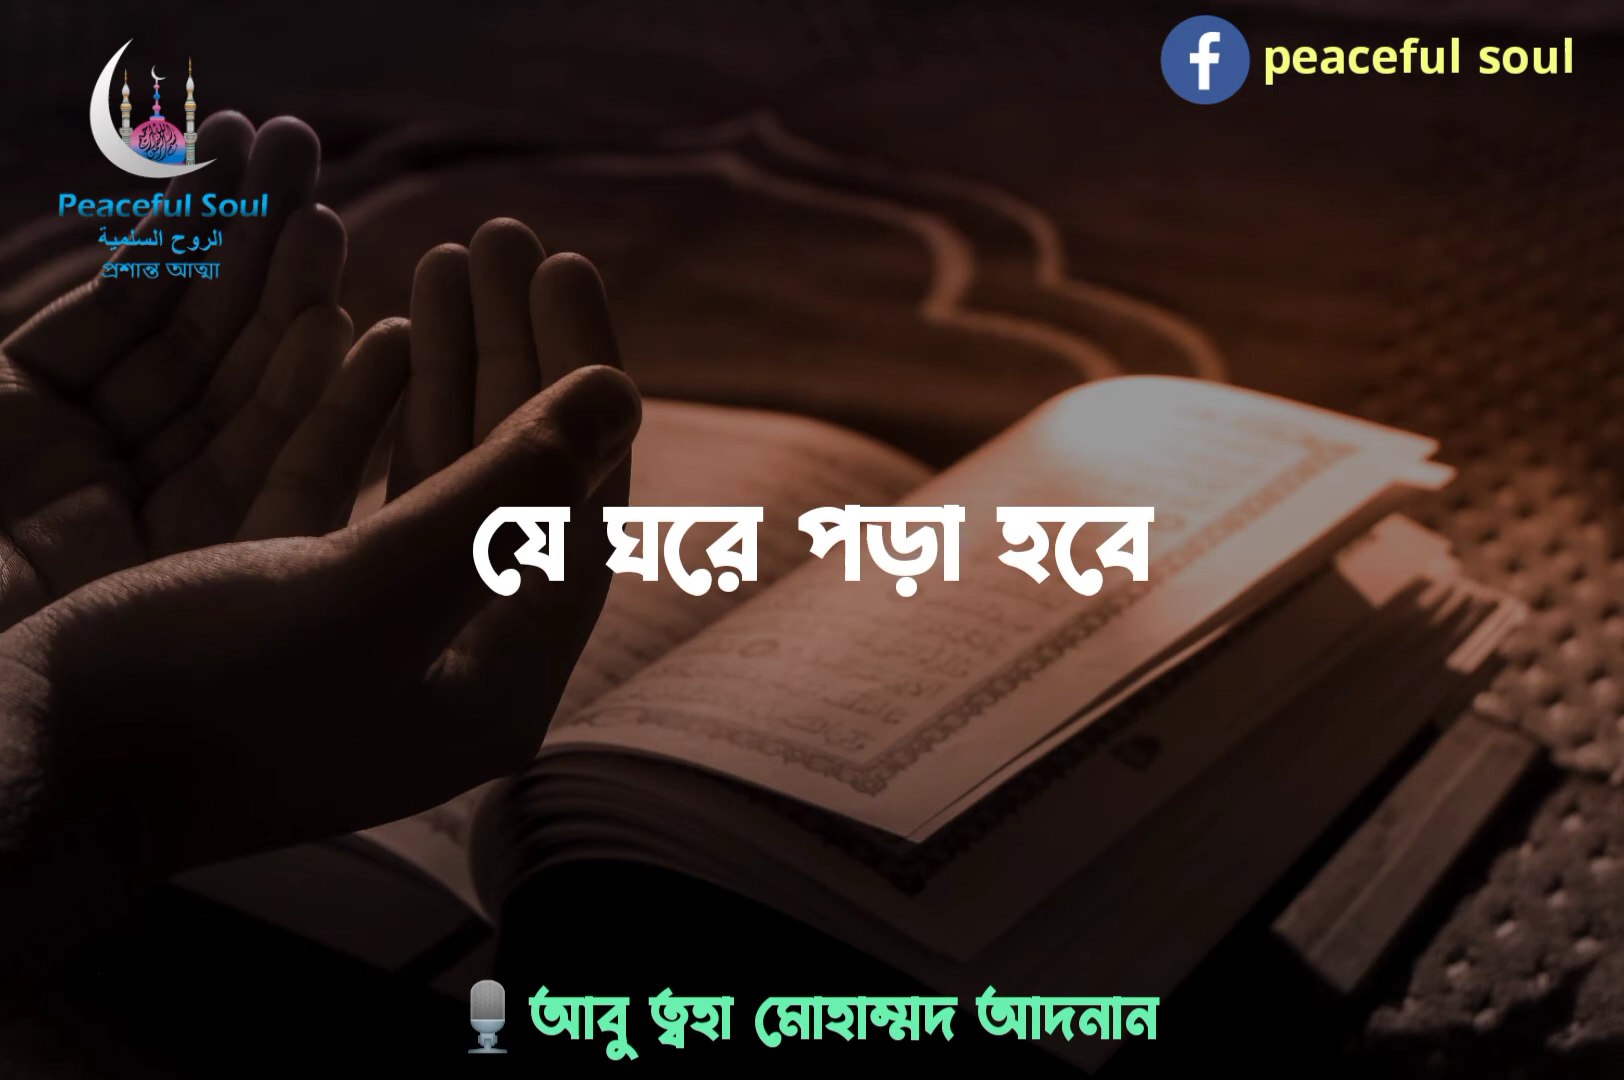 peaceful soul
Peaceful Soul
الروح السلمية
প্রশান্ত আত্মা
যে ঘরে পড়া হবে
আবু ত্বহা মোহাম্মদ আদনান